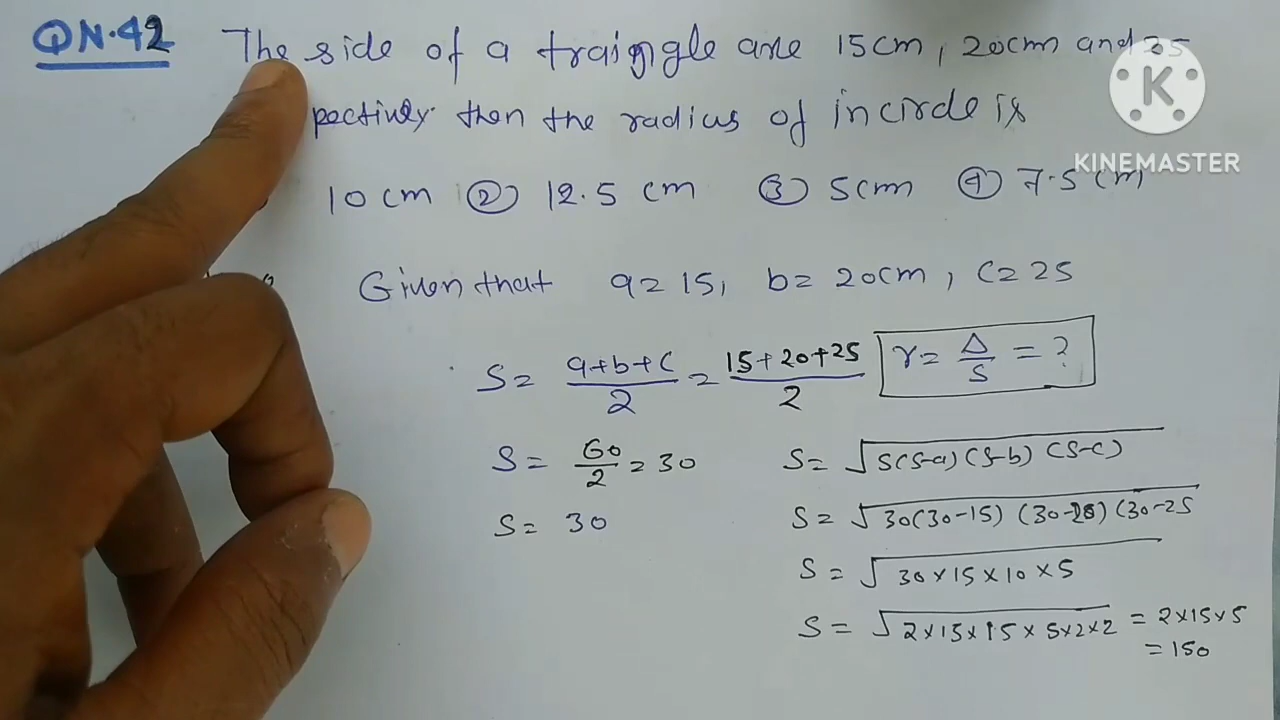 QN.42 The side of a traingle are 15cm, 20cm and 25
pectively then the radius of incircle is
10 cm ② 12.5 cm ③ 5cm ④ 7.5 cm
Given that a=15, b=20cm, c=25
S = a+b+c/2 = 15+20+25/2 r = Δ/S = ?
S = 60/2 = 30
S = 30
S = √S(S-a)(S-b)(S-c)
S = √30(30-15)(30-20)(30-25
S = √30×15×10×5
S = √2×15×15×5×2×2 = 2×15×5
= 150
K
KINEMASTER